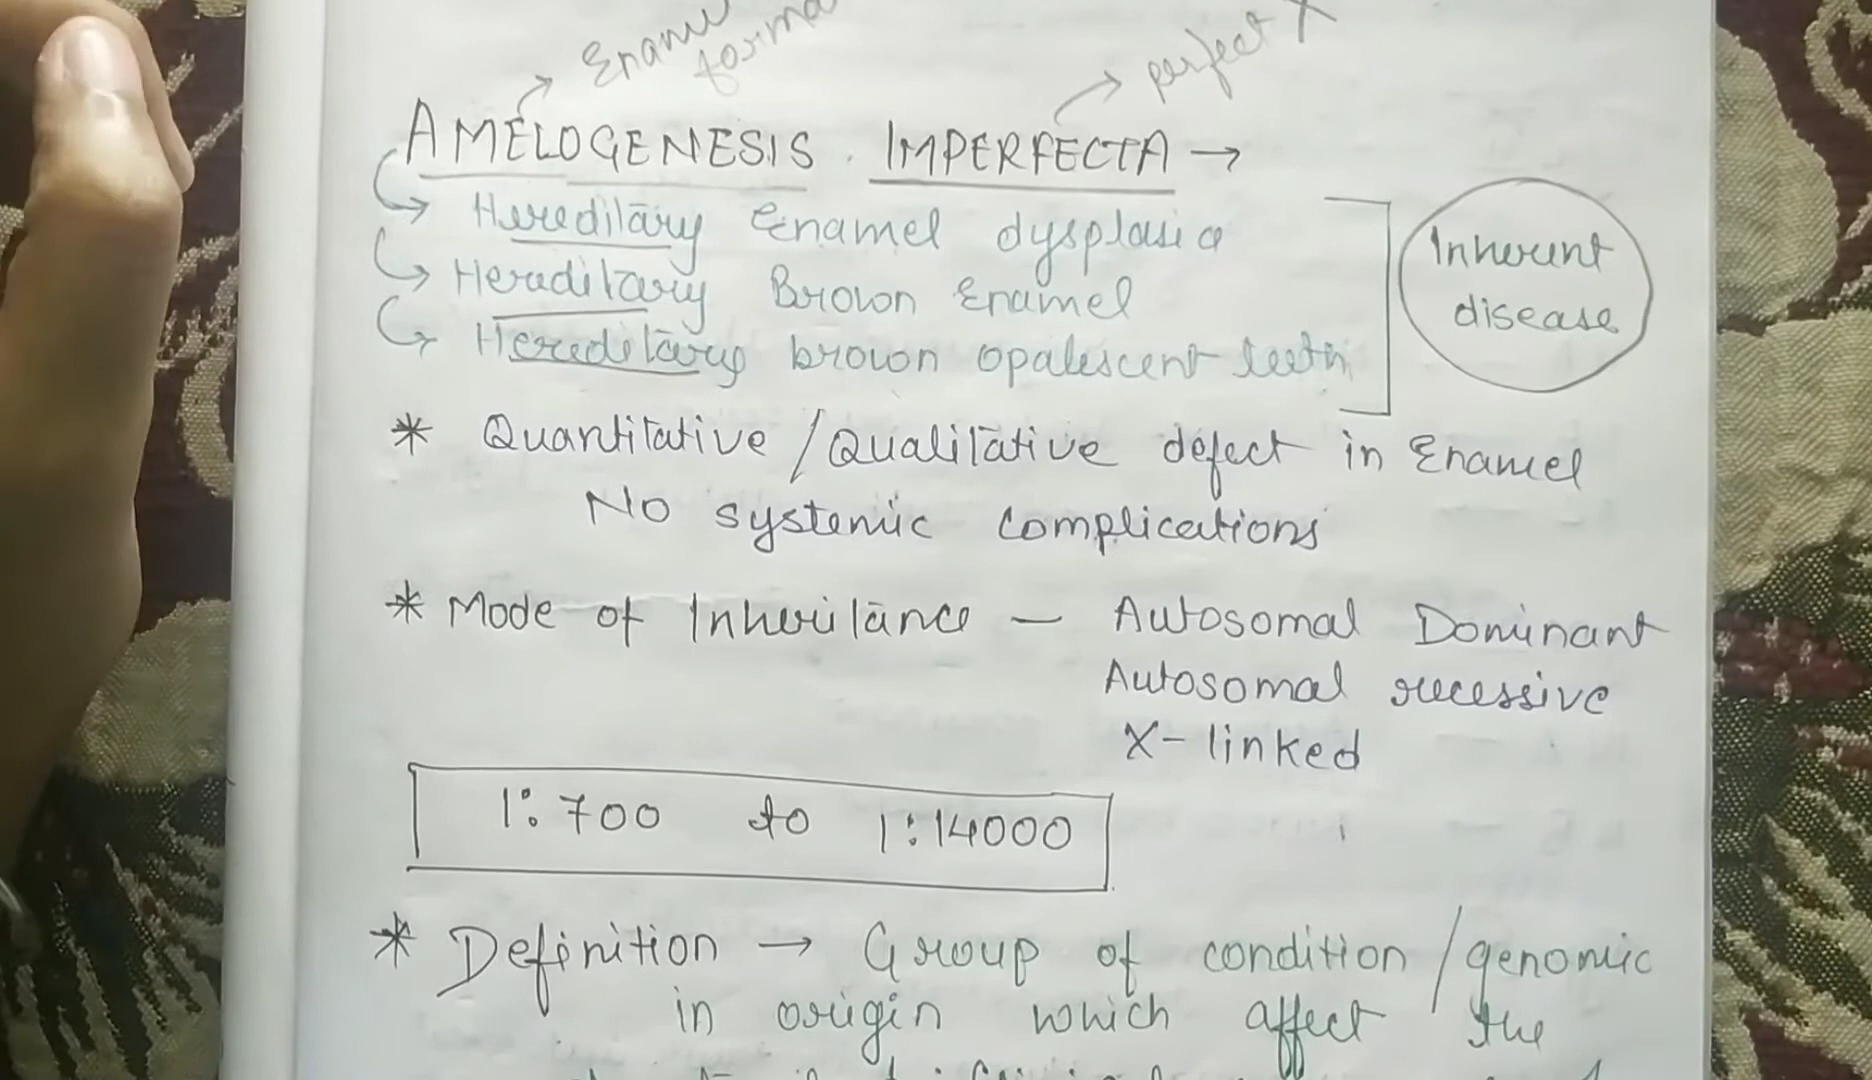 perfect X
AMELOGENESIS IMPERFECTA →
Hereditary Enamel dysplasia
Hereditary Brown Enamel
Hereditary brown opalescent teeth
Inherent
disease
* Quantitative / Qualitative defect in Enamel
No systemic complications
* Mode of Inheritance — Autosomal Dominant
Autosomal recessive
X-linked
1:700 to 1:14000
* Definition → Group of condition / genomic
in origin which affect the